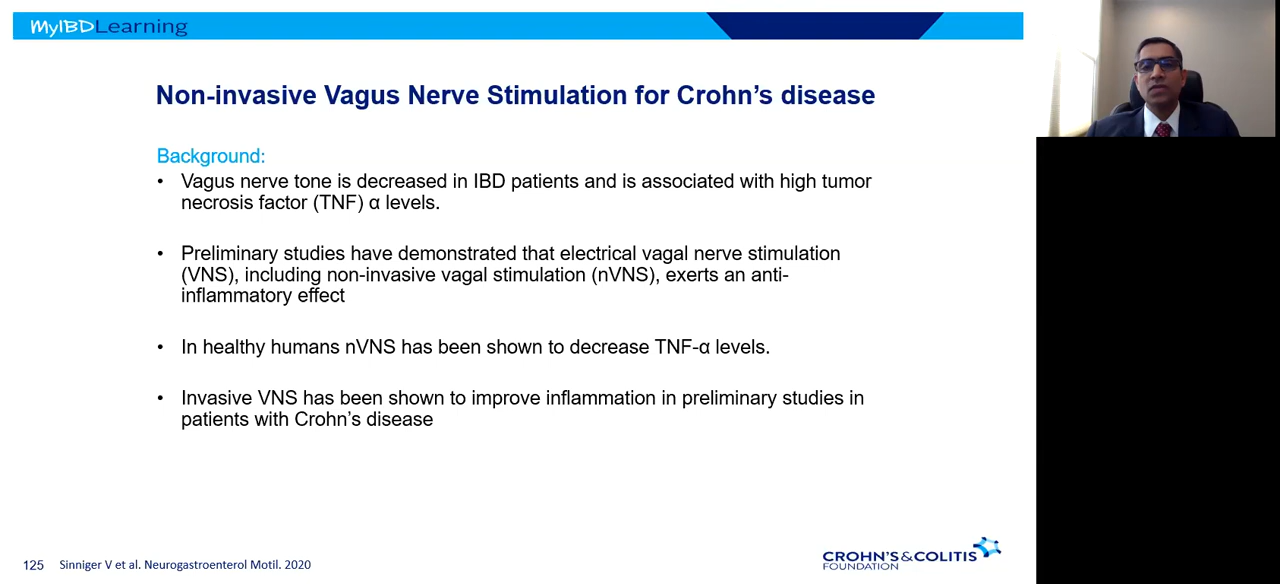 MyIBDLearning
Non-invasive Vagus Nerve Stimulation for Crohn's disease
Background:
• Vagus nerve tone is decreased in IBD patients and is associated with high tumor
necrosis factor (TNF) α levels.
• Preliminary studies have demonstrated that electrical vagal nerve stimulation
(VNS), including non-invasive vagal stimulation (nVNS), exerts an anti-
inflammatory effect
• In healthy humans nVNS has been shown to decrease TNF-α levels.
• Invasive VNS has been shown to improve inflammation in preliminary studies in
patients with Crohn's disease
125 Sinniger V et al. Neurogastroenterol Motil. 2020
CROHN'S & COLITIS
FOUNDATION